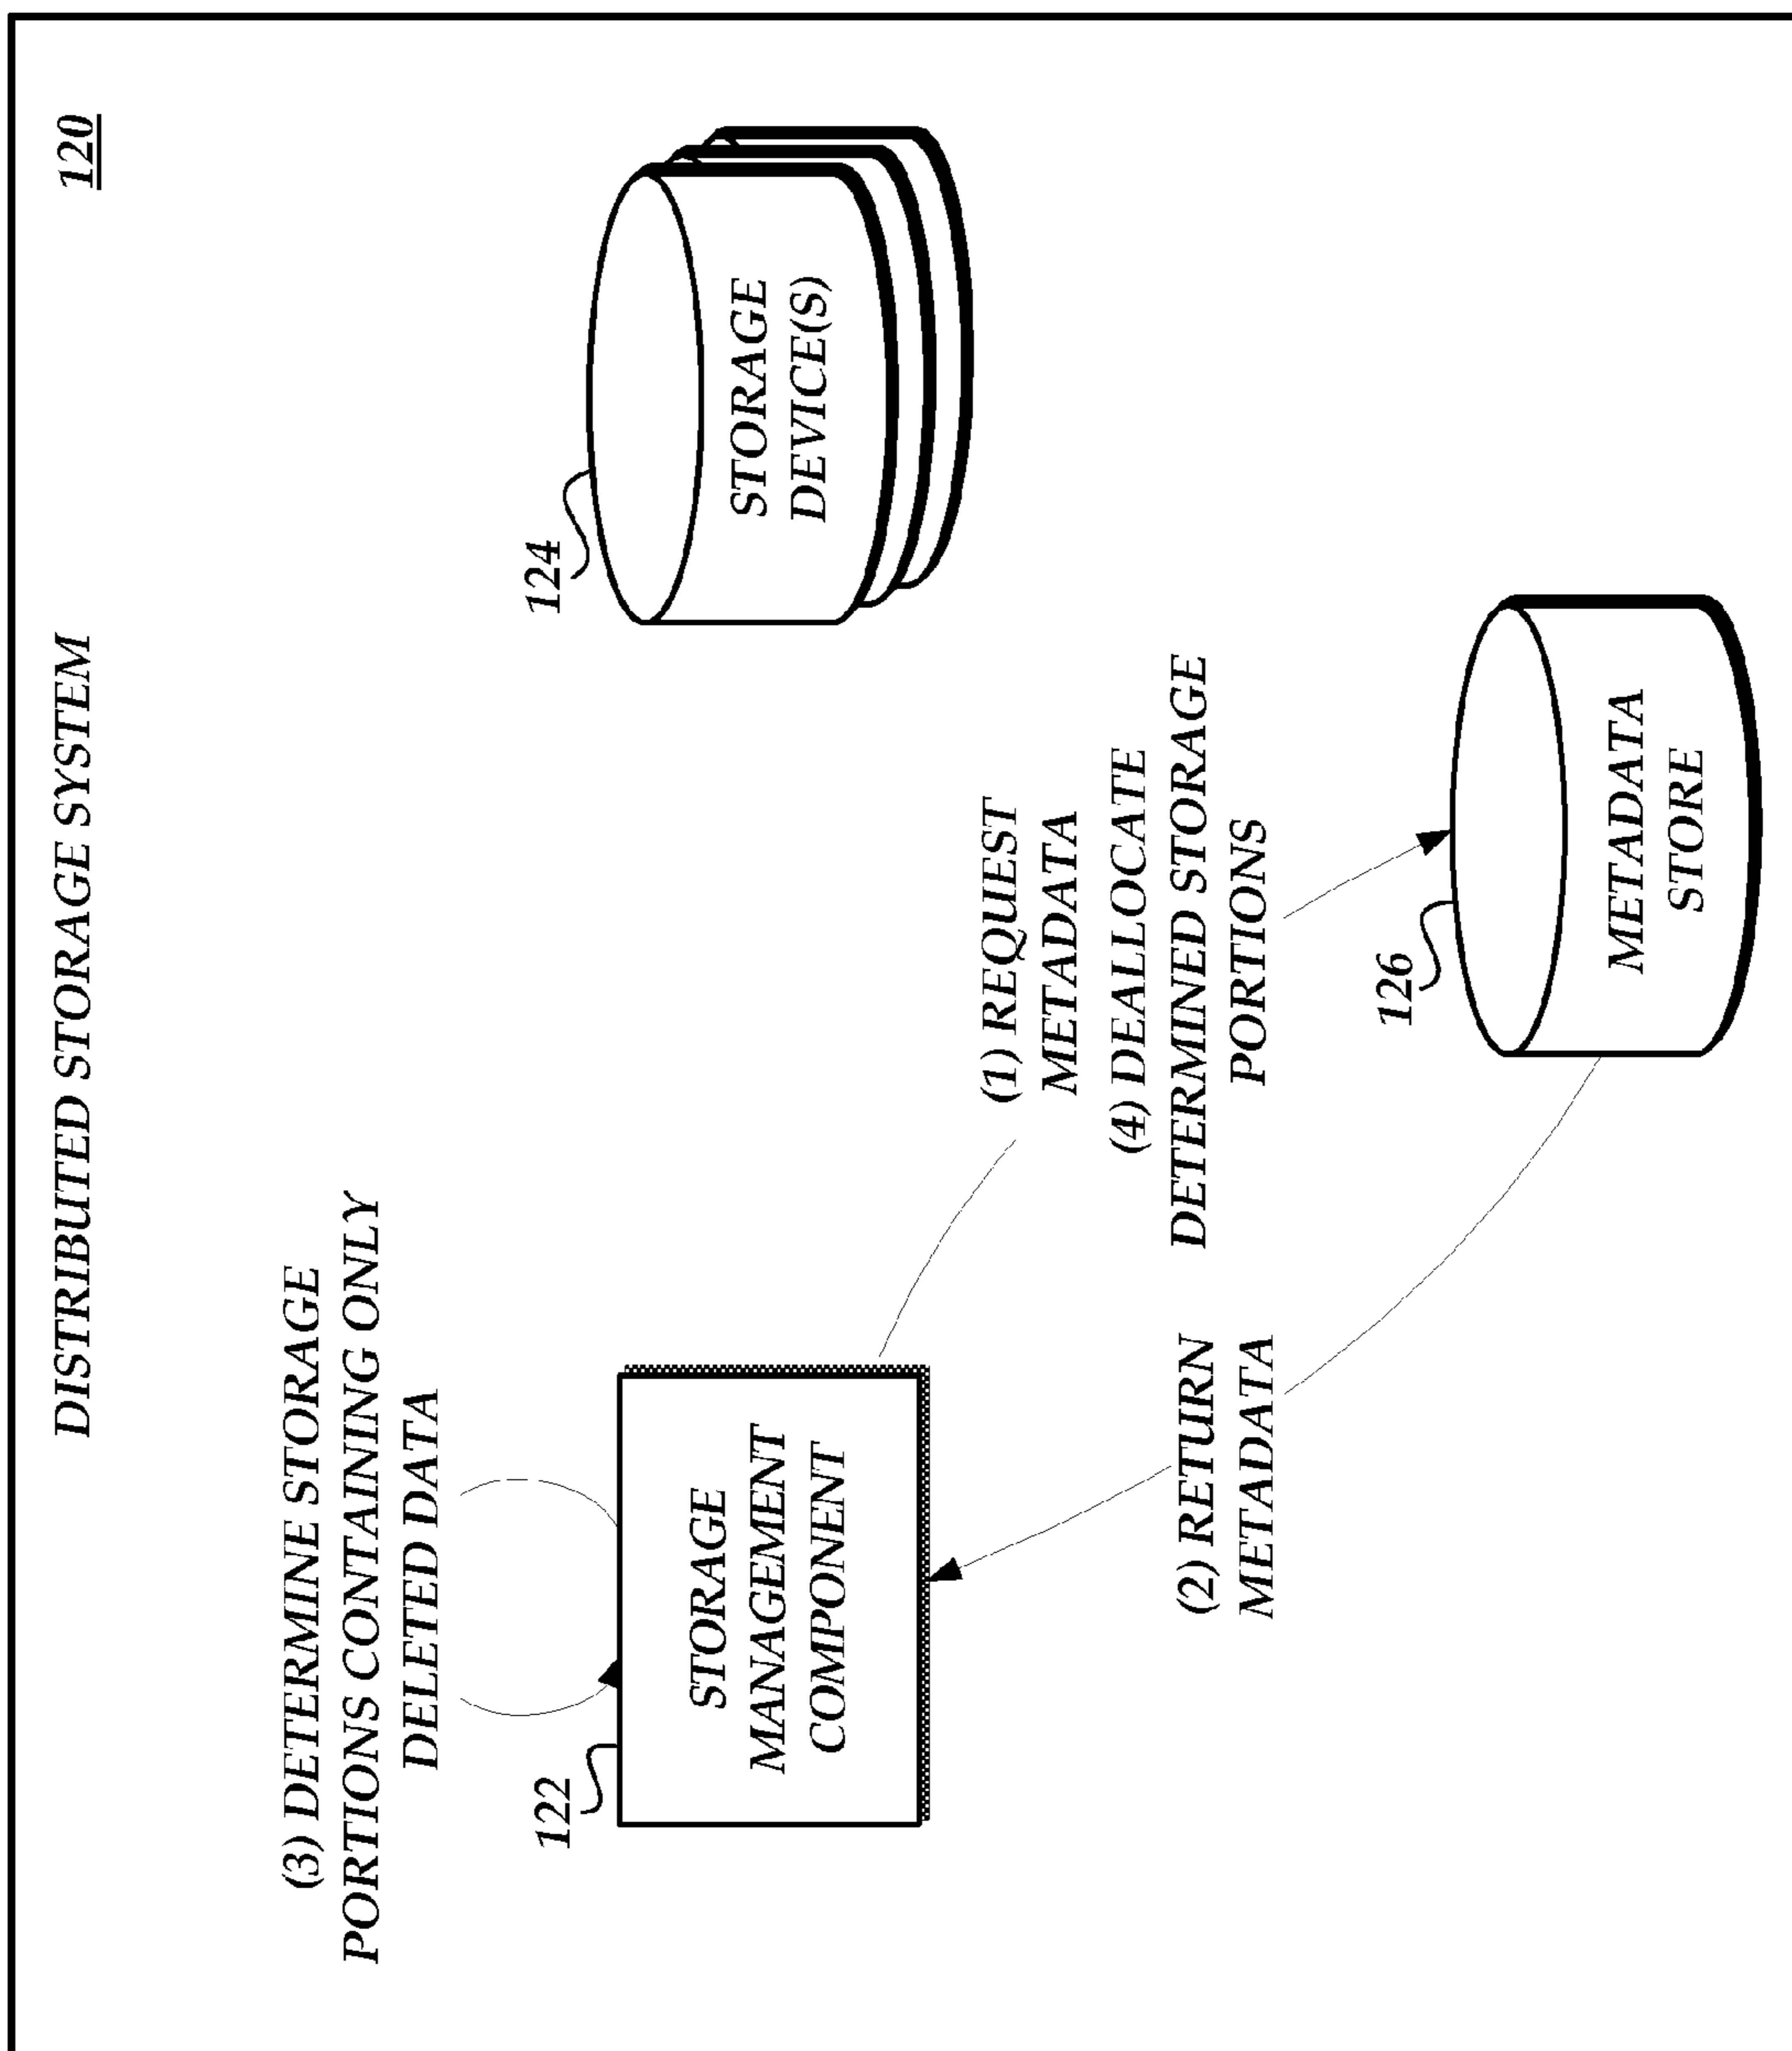 DISTRIBUTED STORAGE SYSTEM
120
(3) DETERMINE STORAGE
PORTIONS CONTAINING ONLY
DELETED DATA
122
STORAGE
MANAGEMENT
COMPONENT
124
STORAGE
DEVICE(S)
(1) REQUEST
METADATA
(4) DEALLOCATE
DETERMINED STORAGE
PORTIONS
(2) RETURN
METADATA
126
METADATA
STORE